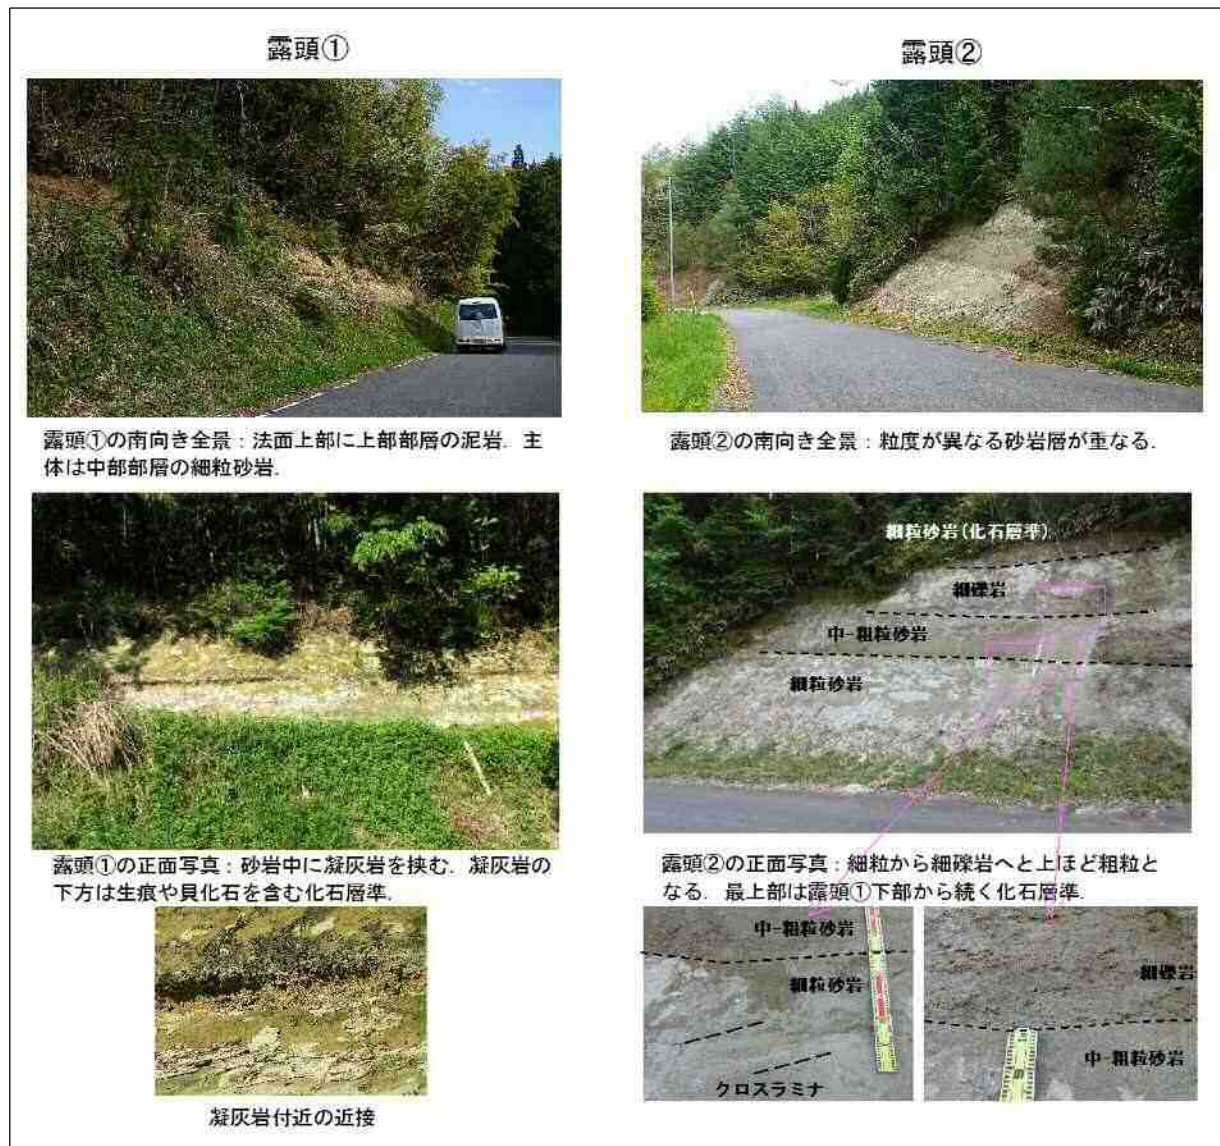 露頭①
露頭①の南向き全景：法面上部に上部部層の泥岩．主
体は中部部層の細粒砂岩．
露頭①の正面写真：砂岩中に凝灰岩を挟む．凝灰岩の
下方は生痕や貝化石を含む化石層準．
凝灰岩付近の近接
露頭②
露頭②の南向き全景：粒度が異なる砂岩層が重なる．
細粒砂岩(化石層準)
細礫岩
中-粗粒砂岩
細粒砂岩
露頭②の正面写真：細粒から細礫岩へと上ほど粗粒と
なる．最上部は露頭①下部から続く化石層準．
中-粗粒砂岩
細粒砂岩
クロスラミナ
細礫岩
中-粗粒砂岩